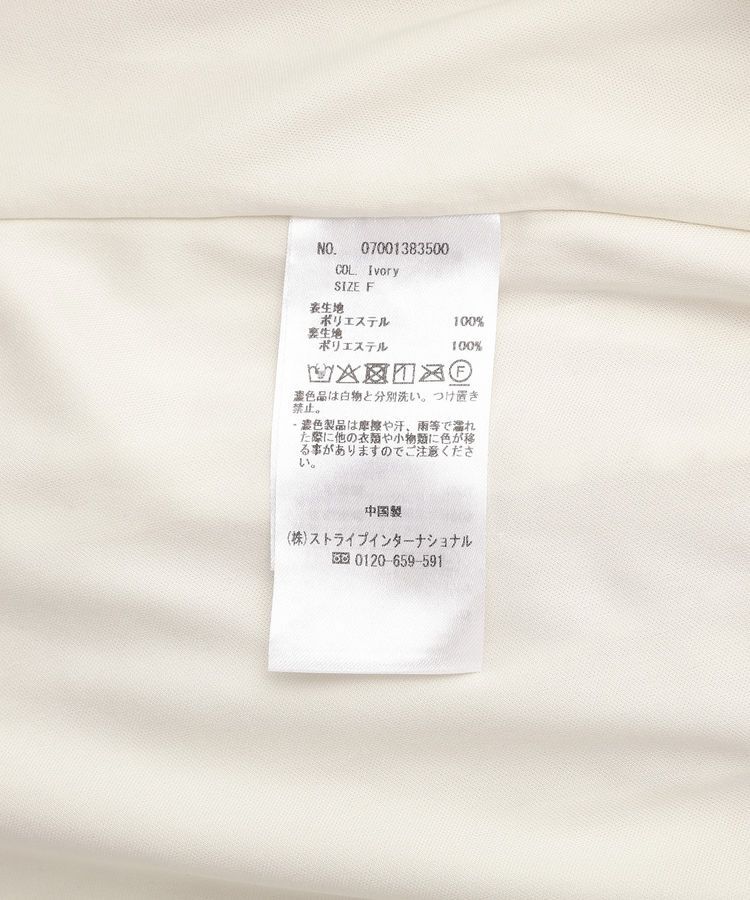 NO. 07001383500
COL. Ivory
SIZE F
表生地
ポリエステル 100%
裏生地
ポリエステル 100%
濃色品は白物と分別洗い。つけ置き
禁止。
・濃色製品は摩擦や汗、雨等で濡れ
た際に他の衣類や小物類に色が移
る事がありますのでご注意くださ
い。
中国製
(株)ストライプインターナショナル
0120-659-591